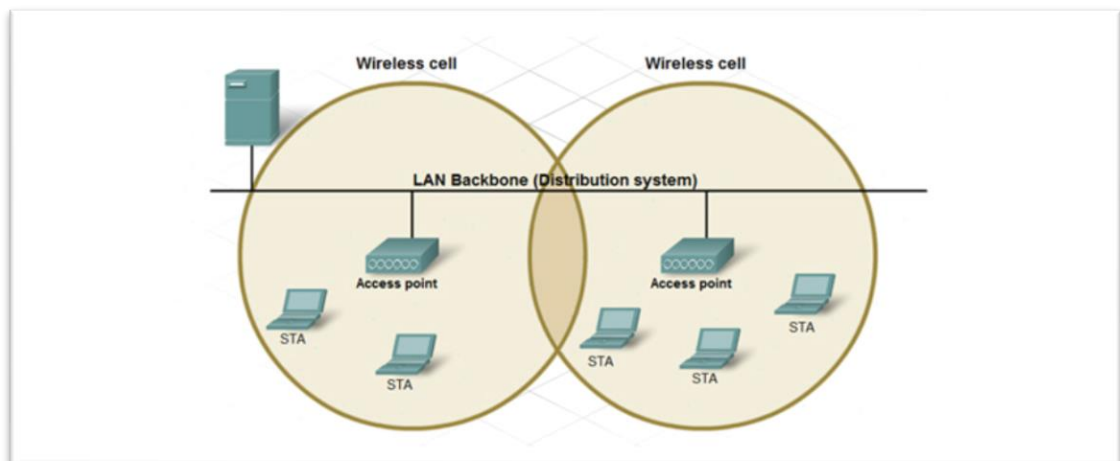 Wireless cell
Wireless cell
LAN Backbone (Distribution system)
Access point
Access point
STA
STA
STA
STA
STA